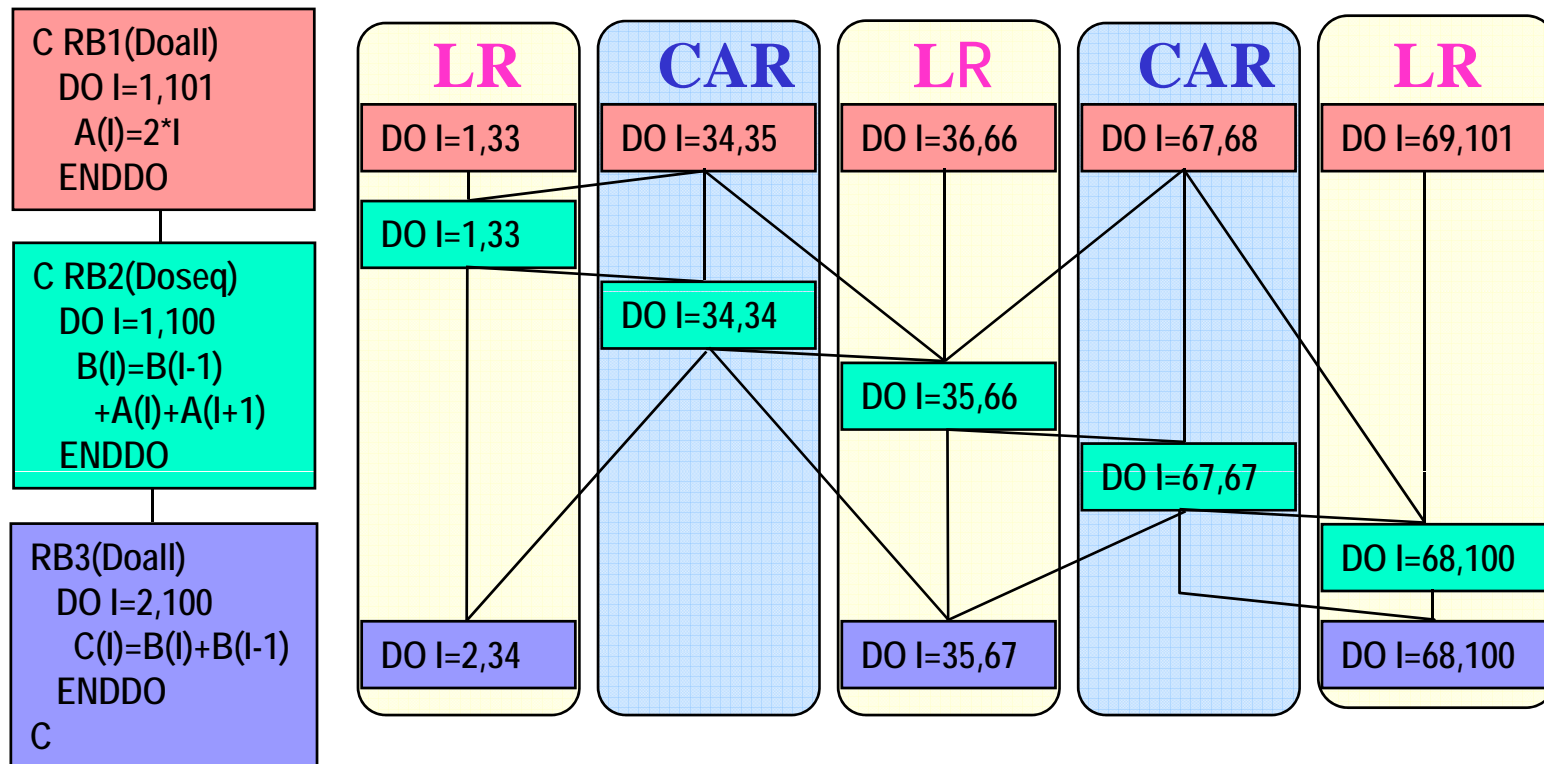 C RB1(Doall)
DO I=1,101
A(I)=2*I
ENDDO
C RB2(Doseq)
DO I=1,100
B(I)=B(I-1)
+A(I)+A(I+1)
ENDDO
RB3(Doall)
DO I=2,100
C(I)=B(I)+B(I-1)
ENDDO
C
LR
DO I=1,33
DO I=1,33
DO I=2,34
CAR
DO I=34,35
DO I=34,34
LR
DO I=36,66
DO I=35,66
DO I=35,67
CAR
DO I=67,68
DO I=67,67
LR
DO I=69,101
DO I=68,100
DO I=68,100